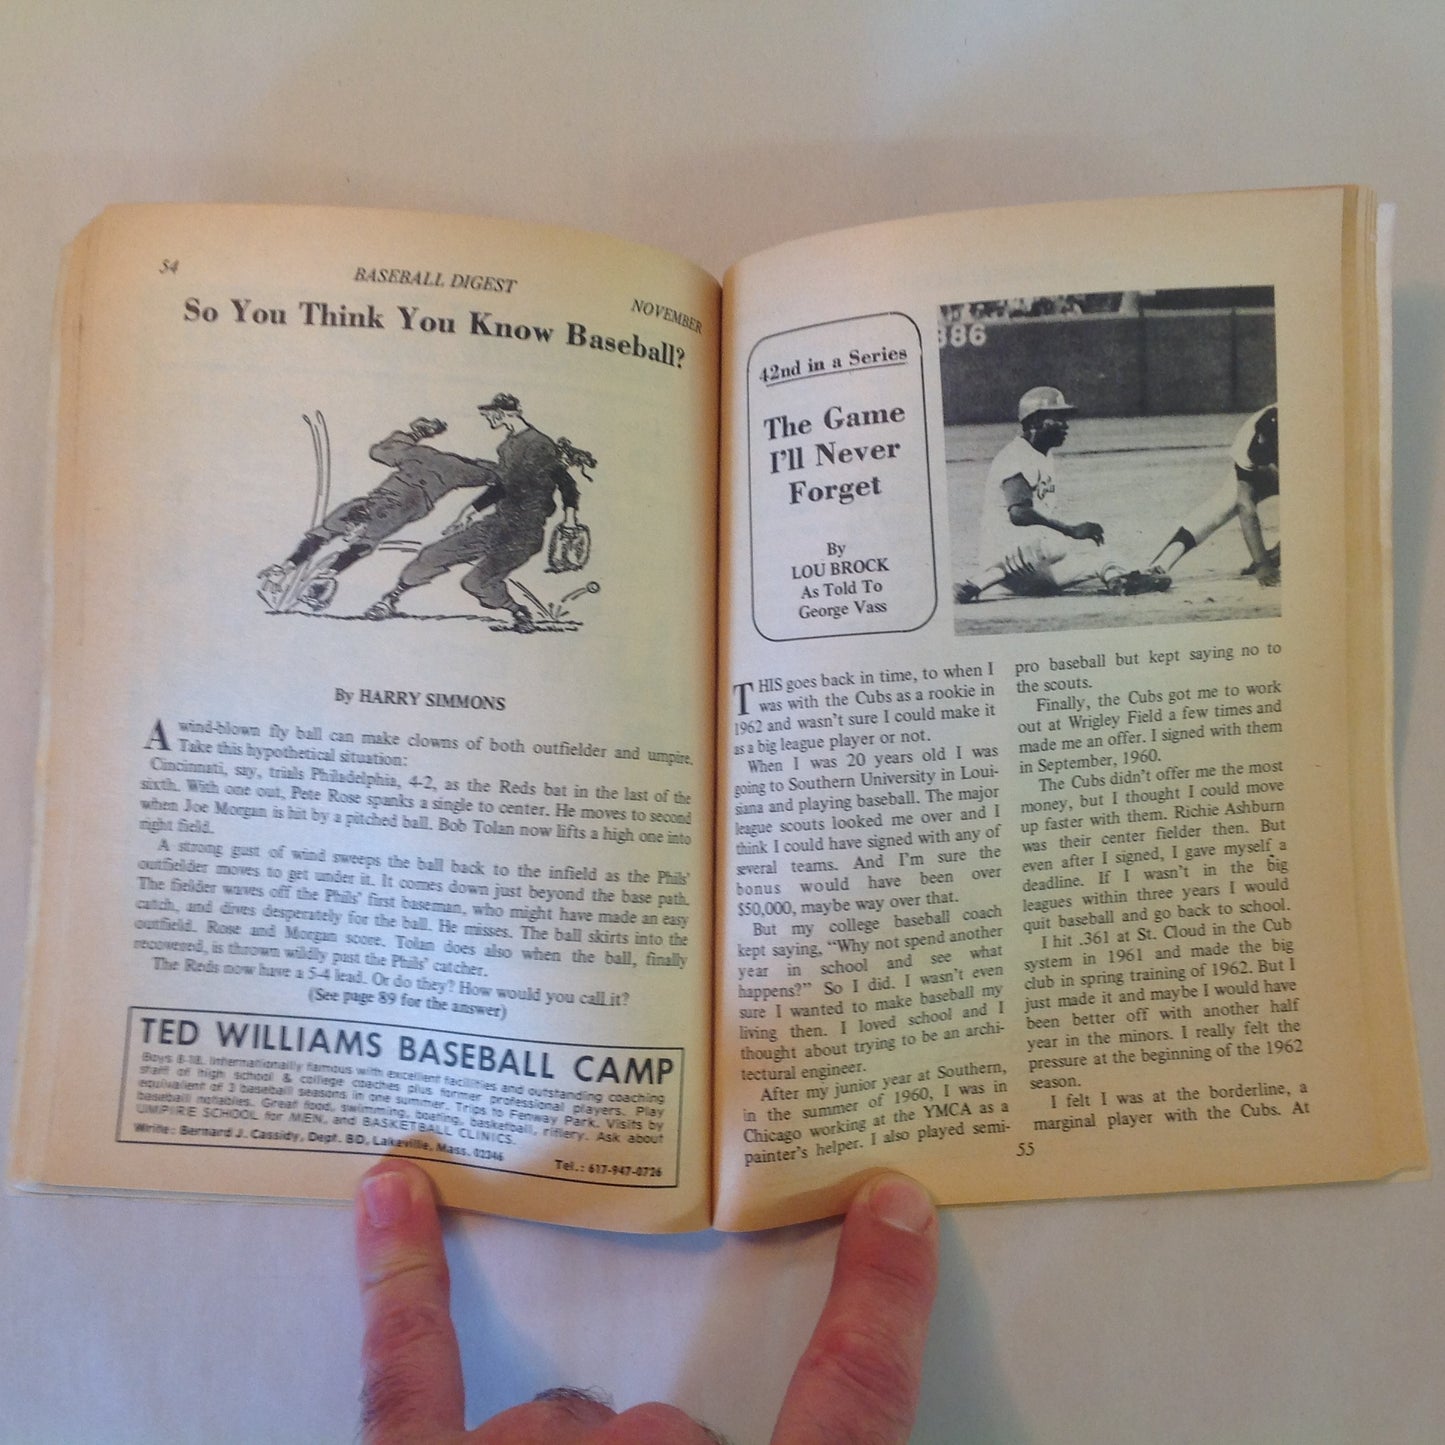 54
BASEBALL DIGEST
NOVEMBER
So You Think You Know Baseball?
By HARRY SIMMONS
A wind-blown fly ball can make clowns of both outfielder and umpire.
Take this hypothetical situation:
Cincinnati, say, trials Philadelphia, 4-2, as the Reds bat in the last of the
sixth. With one out, Pete Rose spanks a single to center. He moves to second
when Joe Morgan is hit by a pitched ball. Bob Tolan now lifts a high one into
right field.
A strong gust of wind sweeps the ball back to the infield as the Phils'
outfielder moves to get under it. It comes down just beyond the base path.
The fielder waves off the Phils' first baseman, who might have made an easy
catch, and dives desperately for the ball. He misses. The ball skirts into the
outfield. Rose and Morgan score. Tolan does also when the ball, finally
recovered, is thrown wildly past the Phils' catcher.
The Reds now have a 5-4 lead. Or do they? How would you call it?
(See page 89 for the answer)
TED WILLIAMS BASEBALL CAMP
Boys 8-18. Internationally famous with excellent facilities and outstanding coaching
staff of high school & college coaches plus former professional players. Play
equivalent of 3 baseball seasons in one summer. Trips to Fenway Park. Visits by
baseball notables. Great food, swimming, boating, basketball, riflery. Ask about
UMPIRE SCHOOL for MEN, and BASKETBALL CLINICS.
Write: Bernard J. Cassidy, Dept. BD, Lakeville, Mass. 02346
Tel.: 617-947-0726
42nd in a Series
The Game
I'll Never
Forget
By
LOU BROCK
As Told To
George Vass
386
THIS goes back in time, to when I
was with the Cubs as a rookie in
1962 and wasn't sure I could make it
as a big league player or not.
When I was 20 years old I was
going to Southern University in Loui-
siana and playing baseball. The major
league scouts looked me over and I
think I could have signed with any of
several teams. And I'm sure the
bonus would have been over
$50,000, maybe way over that.
But my college baseball coach
kept saying, "Why not spend another
year in school and see what
happens?" So I did. I wasn't even
sure I wanted to make baseball my
living then. I loved school and I
thought about trying to be an archi-
tectural engineer.
After my junior year at Southern,
in the summer of 1960, I was in
Chicago working at the YMCA as a
painter's helper. I also played semi-
pro baseball but kept saying no to
the scouts.
Finally, the Cubs got me to work
out at Wrigley Field a few times and
made me an offer. I signed with them
in September, 1960.
The Cubs didn't offer me the most
money, but I thought I could move
up faster with them. Richie Ashburn
was their center fielder then. But
even after I signed, I gave myself a
deadline. If I wasn't in the big
leagues within three years I would
quit baseball and go back to school.
I hit .361 at St. Cloud in the Cub
system in 1961 and made the big
club in spring training of 1962. But I
just made it and maybe I would have
been better off with another half
year in the minors. I really felt the
pressure at the beginning of the 1962
season.
I felt I was at the borderline, a
marginal player with the Cubs. At
55